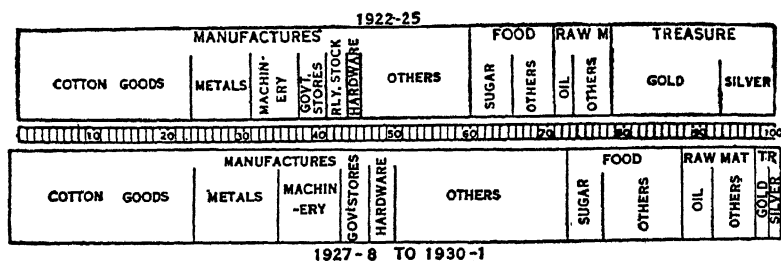 1922-25
MANUFACTURES FOOD RAW M TREASURE
COTTON GOODS METALS MACHIN-ERY GOVT. STORES RLY. STOCK HARDWARE OTHERS SUGAR OTHERS OIL OTHERS GOLD SILVER
10 20 30 40 50 60 70 80 90 100
MANUFACTURES FOOD RAW MAT TR
COTTON GOODS METALS MACHIN-ERY GOVT STORES HARDWARE OTHERS SUGAR OTHERS OIL OTHERS GOLD SILVER
1927-8 TO 1930-1